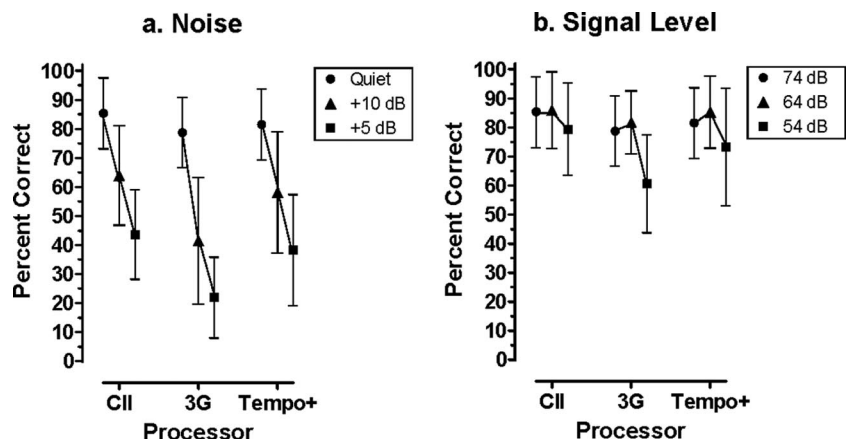 a. Noise
Percent Correct
100
90
80
70
60
50
40
30
20
10
0
Quiet
+10 dB
+5 dB
CII 3G Tempo+
Processor
b. Signal Level
Percent Correct
100
90
80
70
60
50
40
30
20
10
0
74 dB
64 dB
54 dB
CII 3G Tempo+
Processor